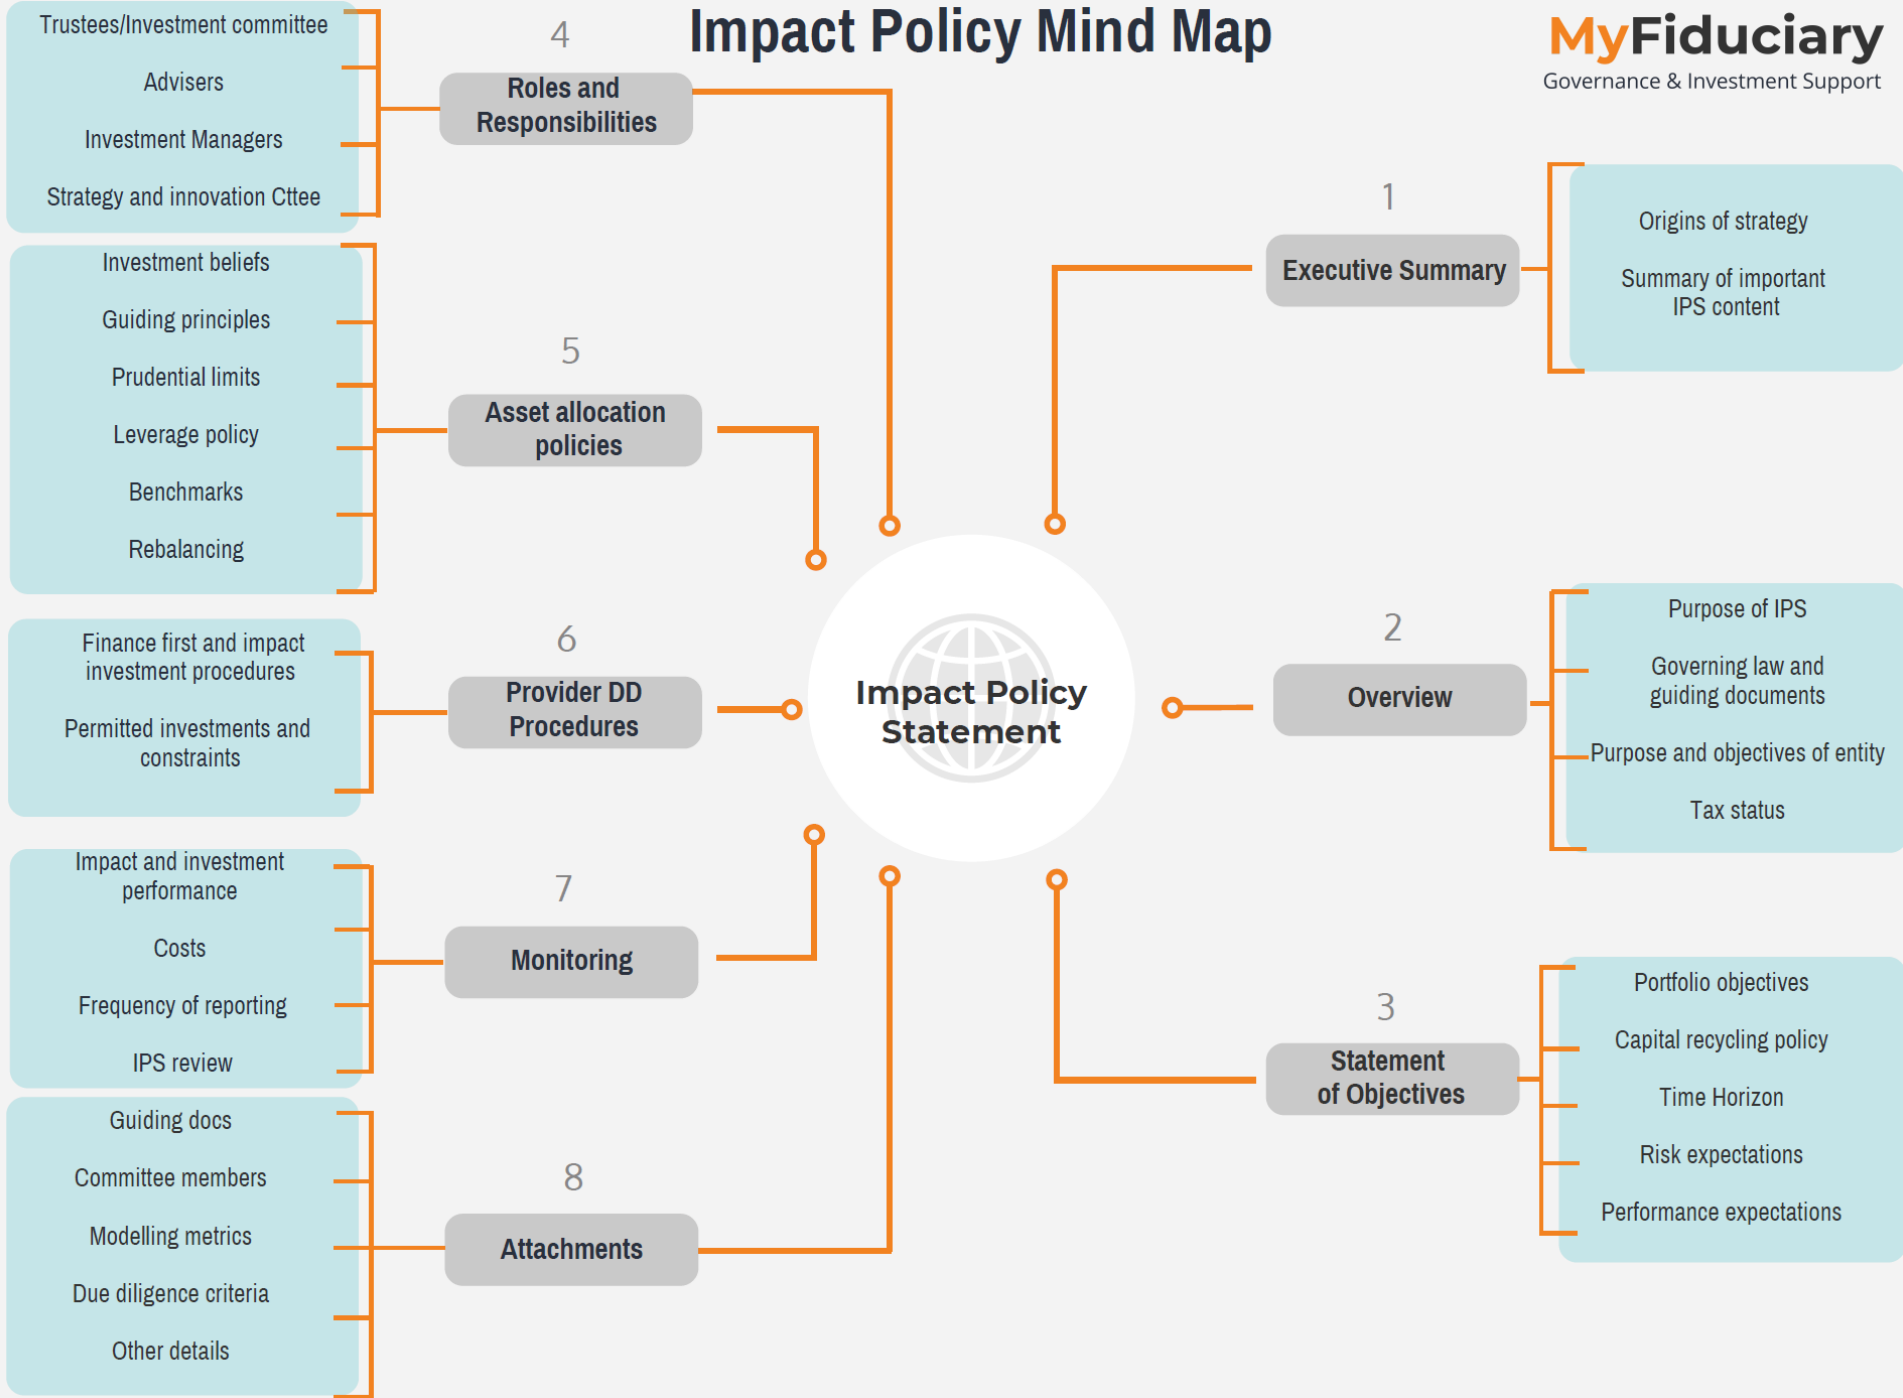 Impact Policy Mind Map
MyFiduciary
Governance & Investment Support
1
Executive Summary
Origins of strategy
Summary of important
IPS content
2
Overview
Purpose of IPS
Governing law and
guiding documents
Purpose and objectives of entity
Tax status
3
Statement
of Objectives
Portfolio objectives
Capital recycling policy
Time Horizon
Risk expectations
Performance expectations
4
Roles and
Responsibilities
Trustees/Investment committee
Advisers
Investment Managers
Strategy and innovation Cttee
5
Asset allocation
policies
Investment beliefs
Guiding principles
Prudential limits
Leverage policy
Benchmarks
Rebalancing
6
Provider DD
Procedures
Finance first and impact
investment procedures
Permitted investments and
constraints
7
Monitoring
Impact and investment
performance
Costs
Frequency of reporting
IPS review
8
Attachments
Guiding docs
Committee members
Modelling metrics
Due diligence criteria
Other details
Impact Policy
Statement